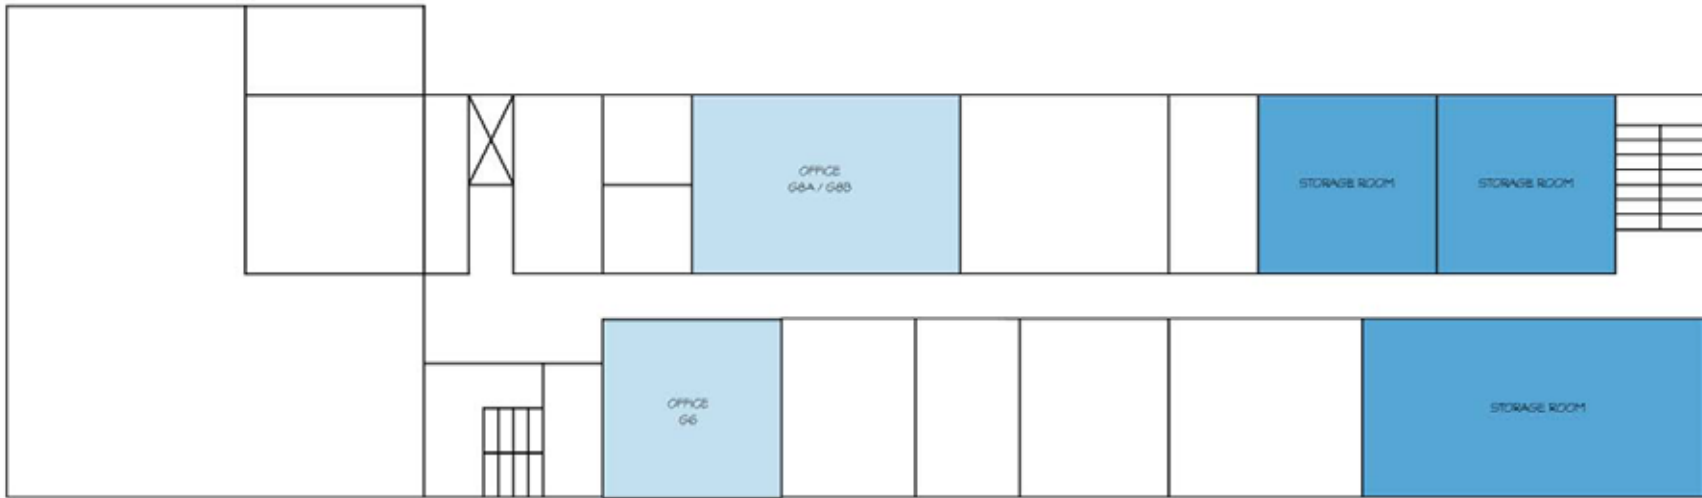 OFFICE
G8A / G8B
STORAGE ROOM
STORAGE ROOM
OFFICE
G6
STORAGE ROOM